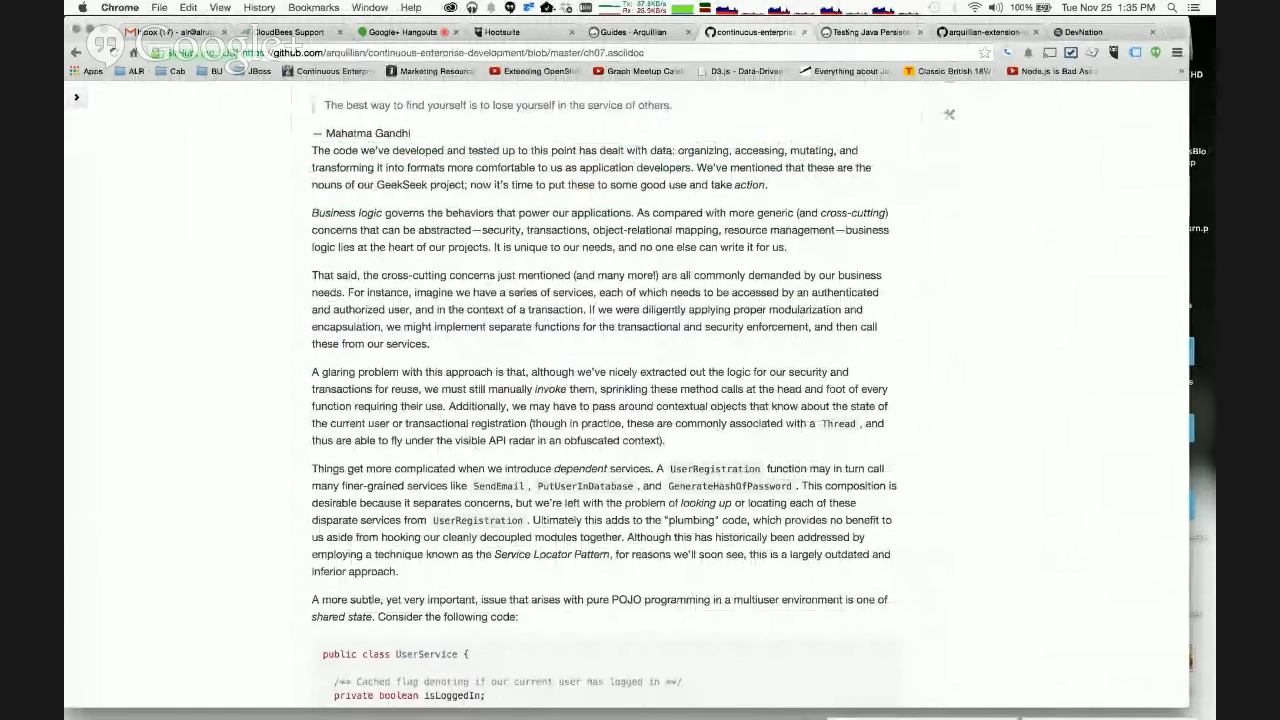 Chrome File Edit View History Bookmarks Window Help Tx: 87.8KB/s Rx: 28.9KB/s 100% Tue Nov 25 1:35 PM
CloudBees Support Google+ Hangouts Hootsuite Guides · Arquillian continuous-enterprise- Testing Java Persiste arquillian-extension- DevNation
Google+
github.com/arquillian/continuous-enterprise-development/blob/master/ch07.asciidoc
Apps ALR Cab BIJ JBoss Continuous Enterpris Marketing Resource Extending OpenShi Graph Meetup Cale D3.js - Data-Driven Everything about Ja Classic British 18W Node.js is Bad Ass »
HD
The best way to find yourself is to lose yourself in the service of others.
— Mahatma Gandhi
The code we've developed and tested up to this point has dealt with data: organizing, accessing, mutating, and
transforming it into formats more comfortable to us as application developers. We've mentioned that these are the
nouns of our GeekSeek project; now it's time to put these to some good use and take action.
Business logic governs the behaviors that power our applications. As compared with more generic (and cross-cutting)
concerns that can be abstracted—security, transactions, object-relational mapping, resource management—business
logic lies at the heart of our projects. It is unique to our needs, and no one else can write it for us.
That said, the cross-cutting concerns just mentioned (and many more!) are all commonly demanded by our business
needs. For instance, imagine we have a series of services, each of which needs to be accessed by an authenticated
and authorized user, and in the context of a transaction. If we were diligently applying proper modularization and
encapsulation, we might implement separate functions for the transactional and security enforcement, and then call
these from our services.
A glaring problem with this approach is that, although we've nicely extracted out the logic for our security and
transactions for reuse, we must still manually invoke them, sprinkling these method calls at the head and foot of every
function requiring their use. Additionally, we may have to pass around contextual objects that know about the state of
the current user or transactional registration (though in practice, these are commonly associated with a Thread, and
thus are able to fly under the visible API radar in an obfuscated context).
Things get more complicated when we introduce dependent services. A UserRegistration function may in turn call
many finer-grained services like SendEmail, PutUserInDatabase, and GenerateHashOfPassword. This composition is
desirable because it separates concerns, but we're left with the problem of looking up or locating each of these
disparate services from UserRegistration. Ultimately this adds to the "plumbing" code, which provides no benefit to
us aside from hooking our cleanly decoupled modules together. Although this has historically been addressed by
employing a technique known as the Service Locator Pattern, for reasons we'll soon see, this is a largely outdated and
inferior approach.
A more subtle, yet very important, issue that arises with pure POJO programming in a multiuser environment is one of
shared state. Consider the following code:
public class UserService {
/** Cached flag denoting if our current user has logged in **/
private boolean isLoggedIn;